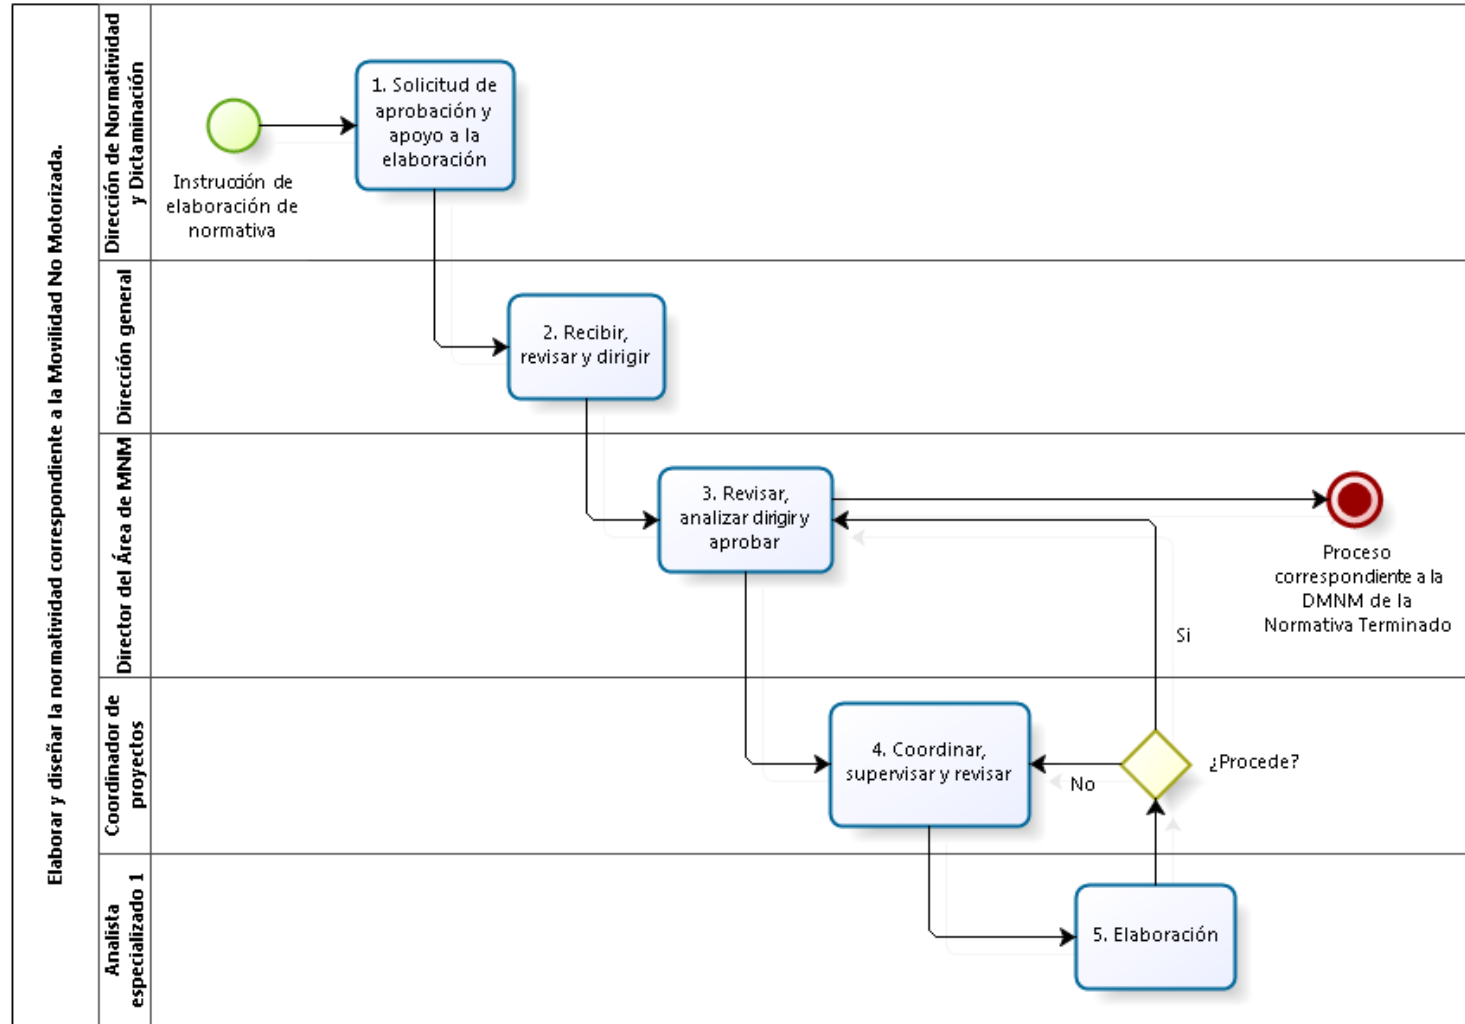 Elaborar y diseñar la normatividad correspondiente a la Movilidad No Motorizada.
Dirección de Normatividad
y Dictaminación
Instrucción de
elaboración de
normativa
1. Solicitud de
aprobación y
apoyo a la
elaboración
Dirección general
2. Recibir,
revisar y dirigir
Director del Área de MNM
3. Revisar,
analizar dirigir y
aprobar
Proceso
correspondiente a la
DMNM de la
Normativa Terminado
Si
Coordinador de
proyectos
4. Coordinar,
supervisar y revisar
No
¿Procede?
Analista
especializado 1
5. Elaboración